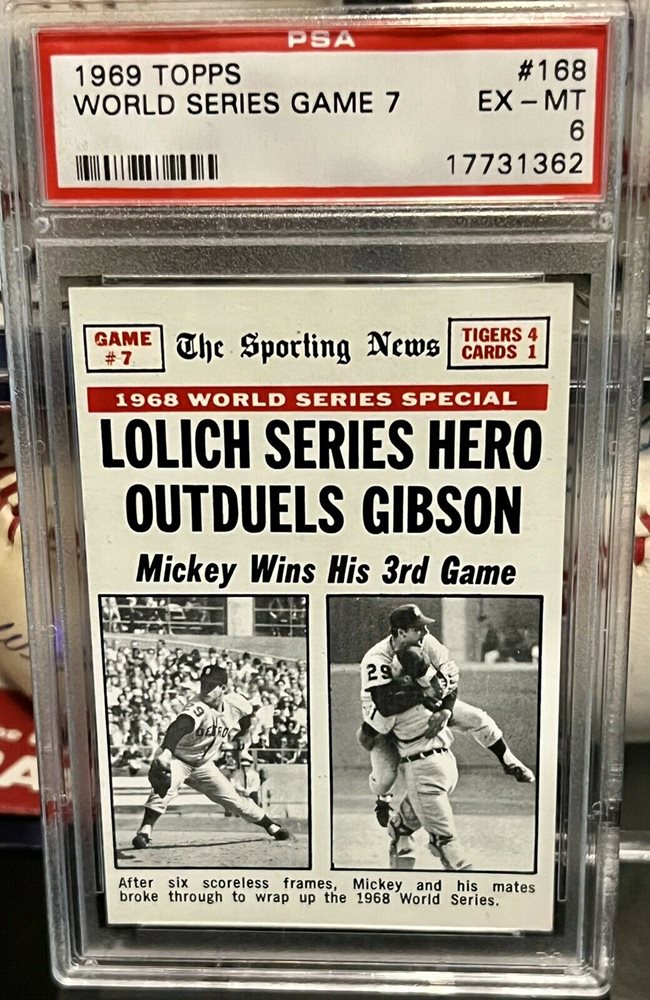 PSA
1969 TOPPS #168
WORLD SERIES GAME 7 EX – MT
6
17731362
GAME
#7
The Sporting News
TIGERS 4
CARDS 1
1968 WORLD SERIES SPECIAL
LOLICH SERIES HERO
OUTDUELS GIBSON
Mickey Wins His 3rd Game
DETROI
29
After six scoreless frames, Mickey and his mates
broke through to wrap up the 1968 World Series.